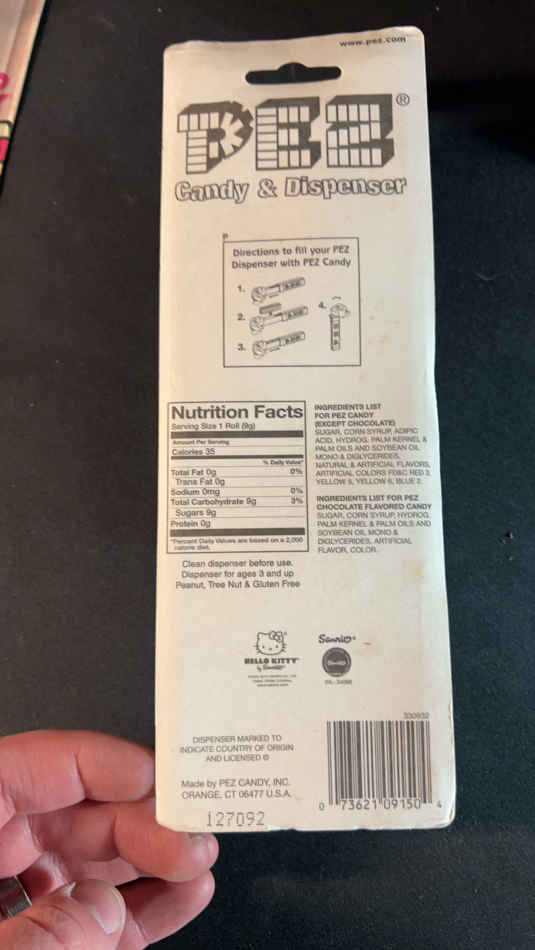 www.pez.com
PEZ®
Candy & Dispenser
P
Directions to fill your PEZ
Dispenser with PEZ Candy
1.
2.
3.
4.
Nutrition Facts
Serving Size 1 Roll (9g)
Amount Per Serving
Calories 35
% Daily Value*
Total Fat 0g 0%
Trans Fat 0g
Sodium 0mg 0%
Total Carbohydrate 9g 3%
Sugars 9g
Protein 0g
*Percent Daily Values are based on a 2,000
calorie diet.
INGREDIENTS LIST
FOR PEZ CANDY
(EXCEPT CHOCOLATE)
SUGAR, CORN SYRUP, ADIPIC
ACID, HYDROG. PALM KERNEL &
PALM OILS AND SOYBEAN OIL
MONO & DIGLYCERIDES,
NATURAL & ARTIFICIAL FLAVORS,
ARTIFICIAL COLORS FD&C RED 3,
YELLOW 5, YELLOW 6, BLUE 2.
INGREDIENTS LIST FOR PEZ
CHOCOLATE FLAVORED CANDY
SUGAR, CORN SYRUP, HYDROG.
PALM KERNEL & PALM OILS AND
SOYBEAN OIL MONO &
DIGLYCERIDES, ARTIFICIAL
FLAVOR, COLOR.
Clean dispenser before use.
Dispenser for ages 3 and up
Peanut, Tree Nut & Gluten Free
HELLO KITTY
by Sanrio
Sanrio
Sanrio
DISPENSER MARKED TO
INDICATE COUNTRY OF ORIGIN
AND LICENSED ©
Made by PEZ CANDY, INC.
ORANGE, CT 06477 U.S.A.
127092
330932
0 73621 09150 4